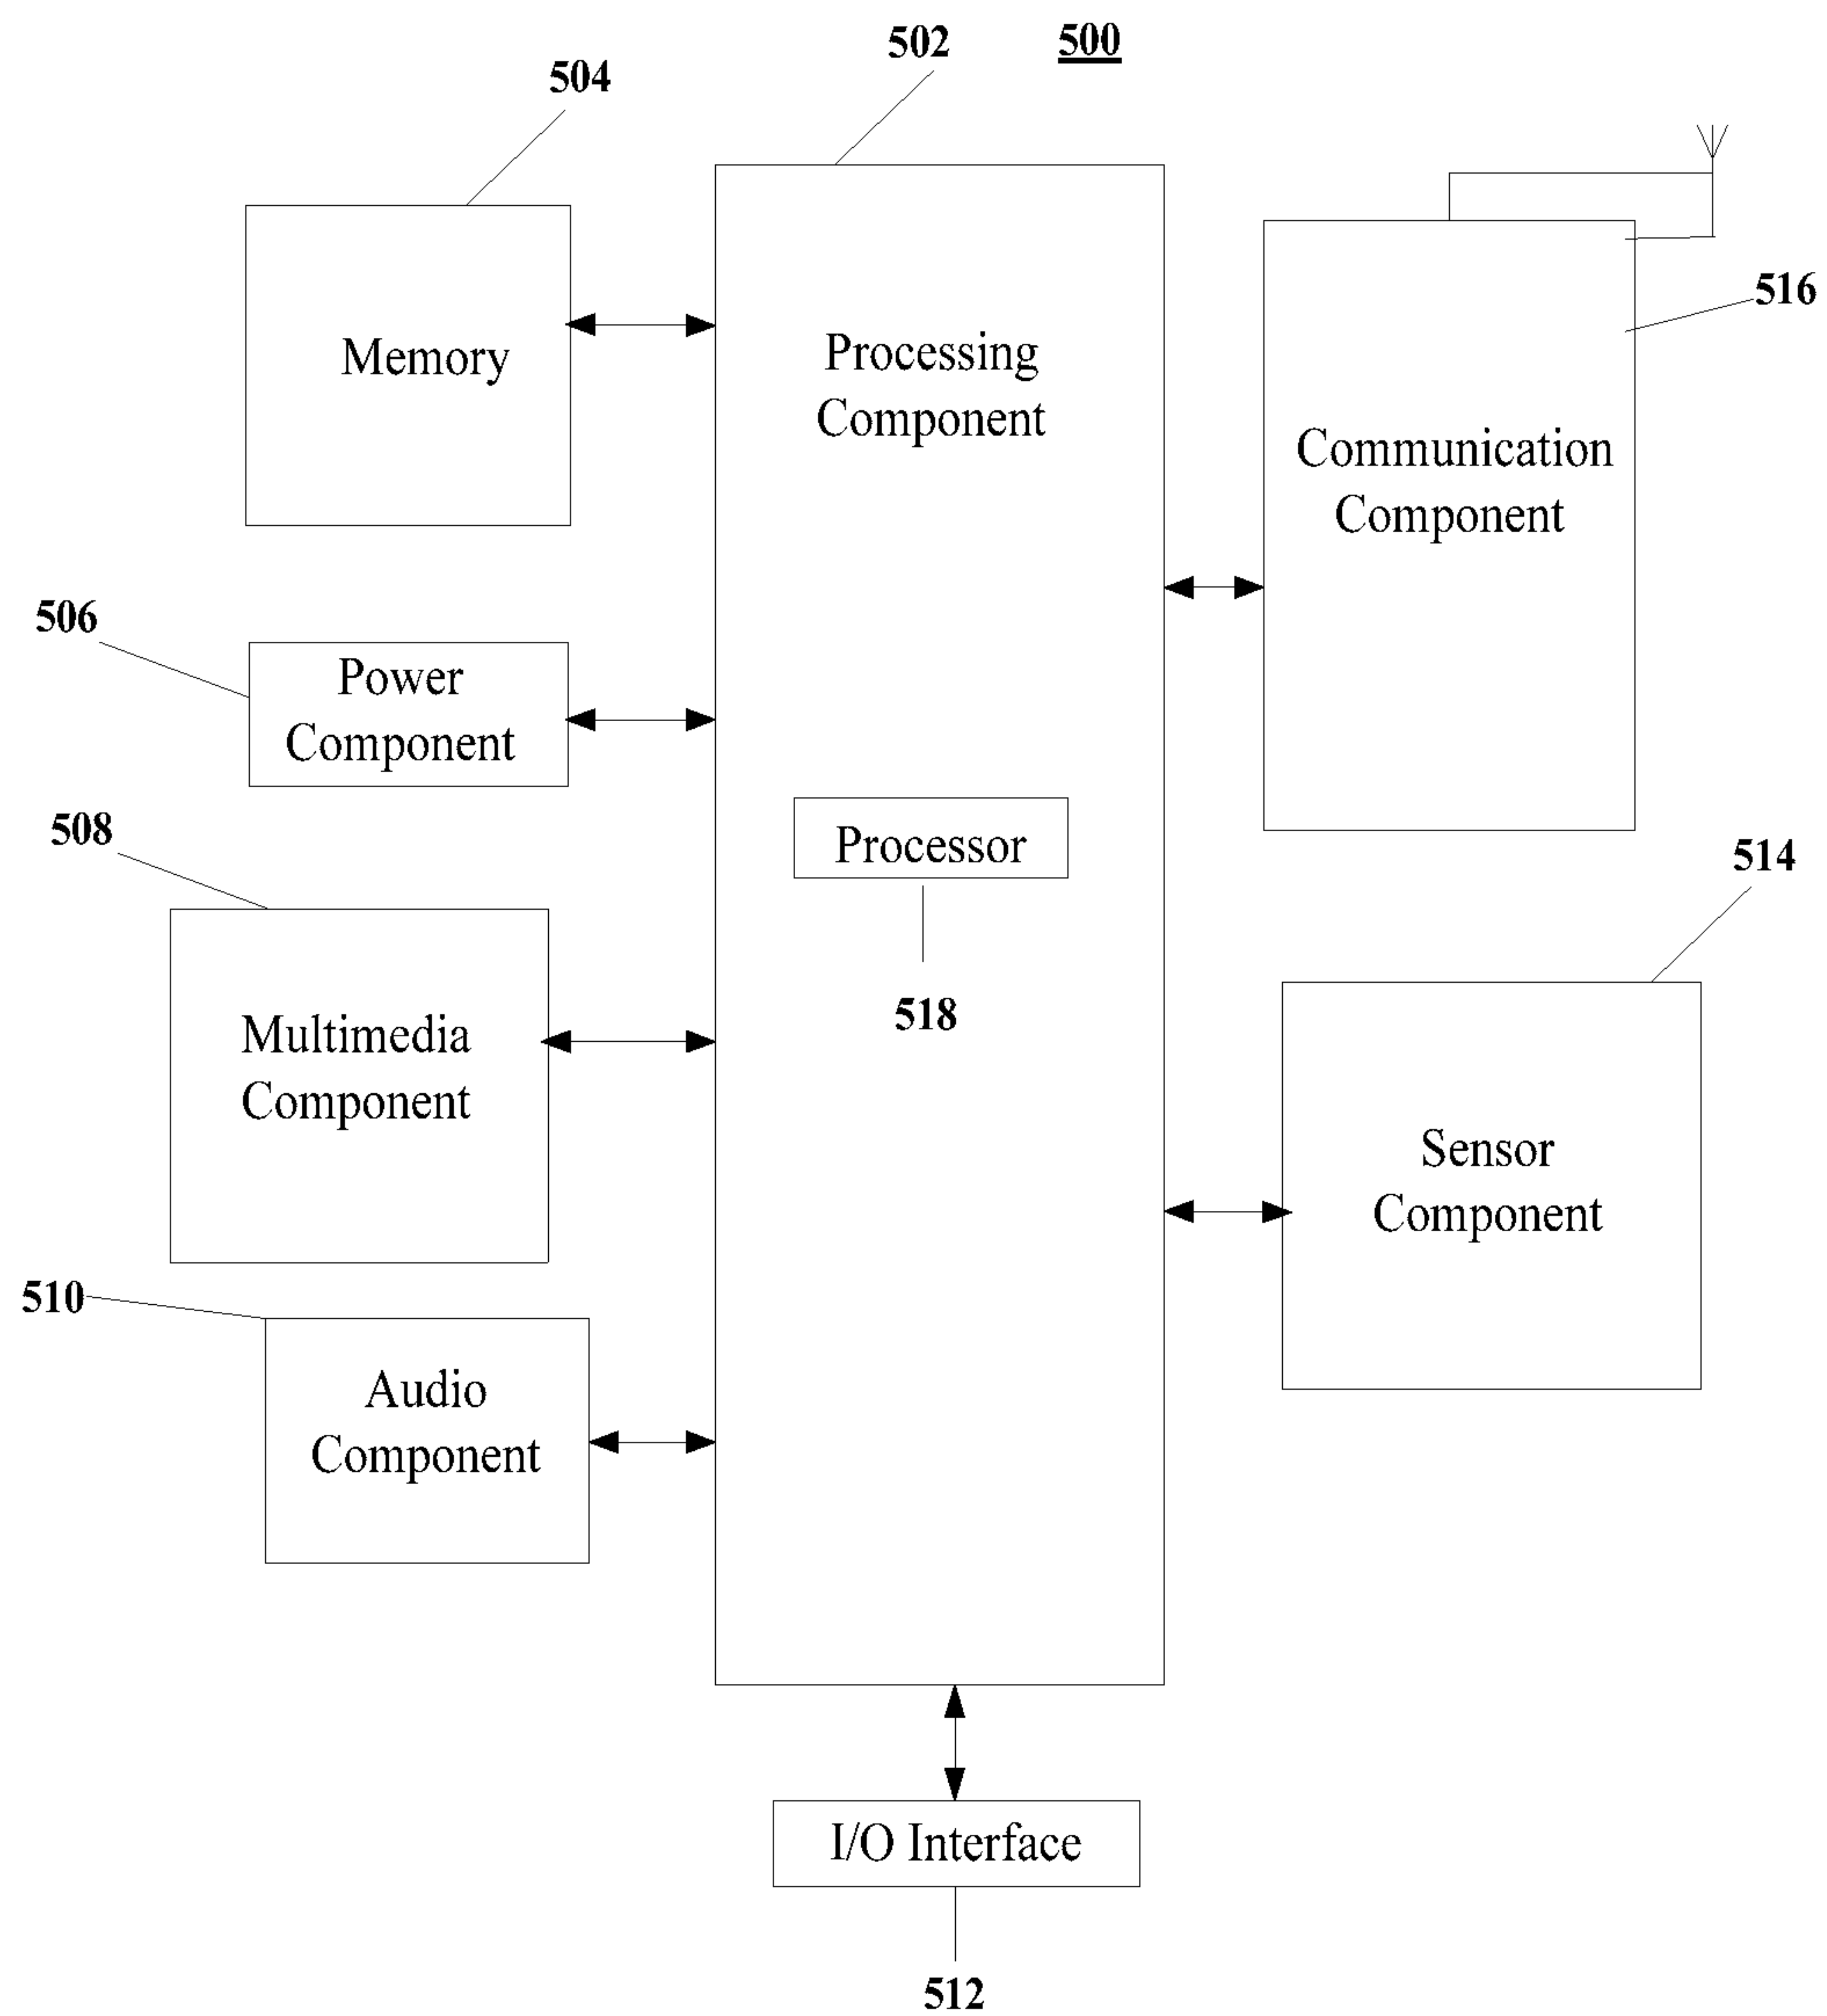 502
500
504
516
Memory
Processing
Component
Communication
Component
506
Power
Component
508
Processor
514
518
Multimedia
Component
Sensor
Component
510
Audio
Component
I/O Interface
512